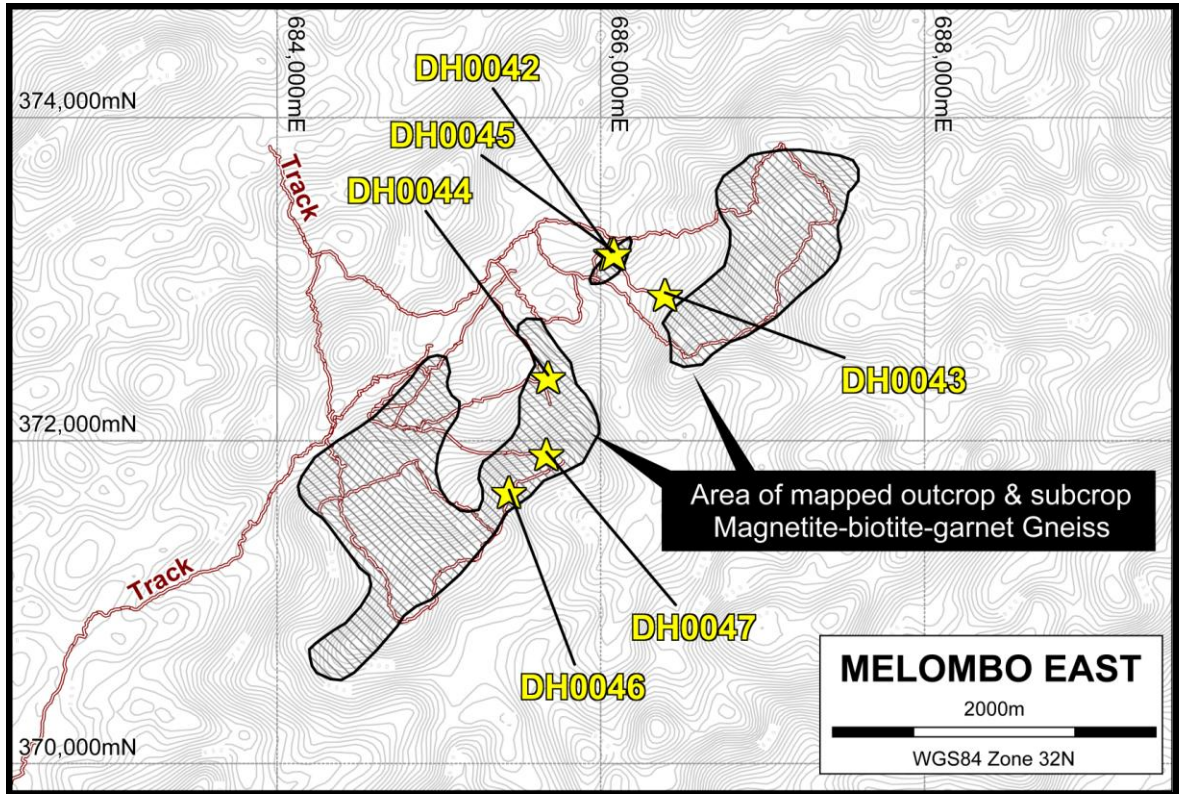 684,000mE
686,000mE
688,000mE
DH0042
374,000mN
DH0045
Track
DH0044
DH0043
372,000mN
Area of mapped outcrop & subcrop
Magnetite-biotite-garnet Gneiss
Track
DH0047
MELOMBO EAST
DH0046
2000m
370,000mN
WGS84 Zone 32N